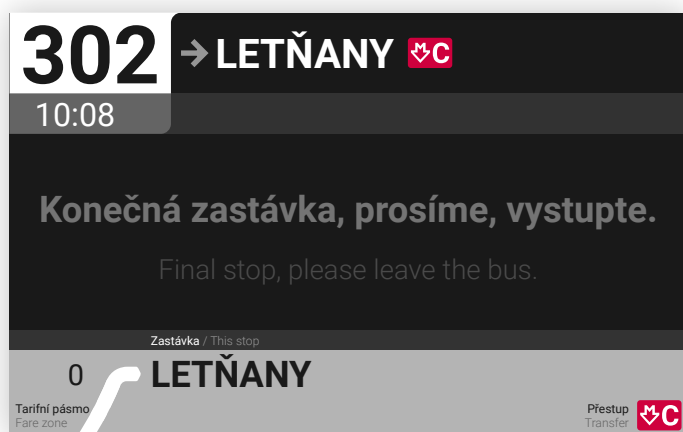 302 → LETŇANY C
10:08
Konečná zastávka, prosíme, vystupte.
Final stop, please leave the bus.
Zastávka / This stop
0 LETŇANY
Tarifní pásmo
Fare zone
Přestup
Transfer
C